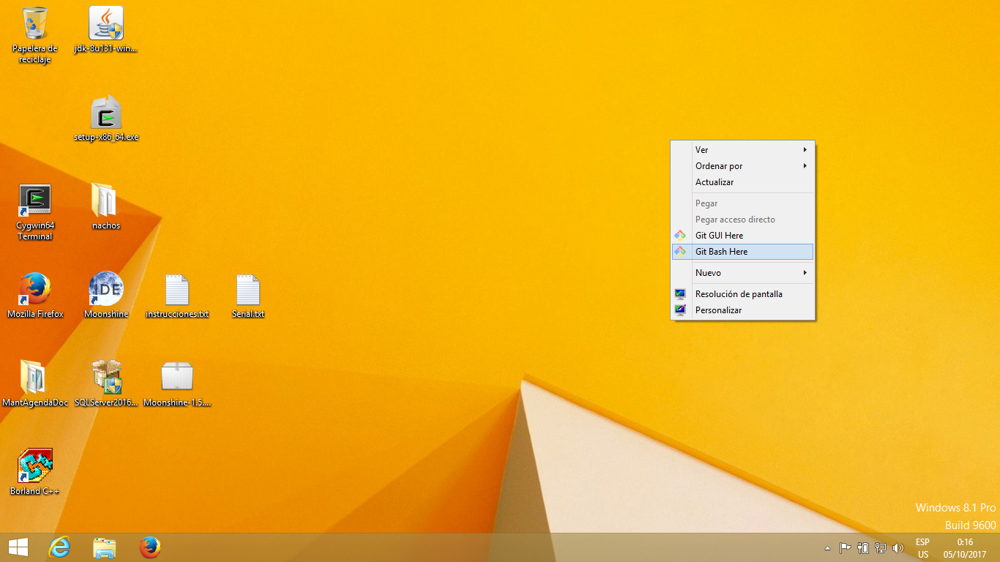 Papelera de
reciclaje
jdk-8u131-win...
setup-x86_64.exe
Cygwin64
Terminal
nachos
Mozilla Firefox
IDE
Moonshine
instrucciones.txt
Serial.txt
MantAgendaDoc
SQLServer2016...
Moonshine-1.5....
C++
Borland C++
Ver
Ordenar por
Actualizar
Pegar
Pegar acceso directo
Git GUI Here
Git Bash Here
Nuevo
Resolución de pantalla
Personalizar
Windows 8.1 Pro
Build 9600
ESP
US
0:16
05/10/2017